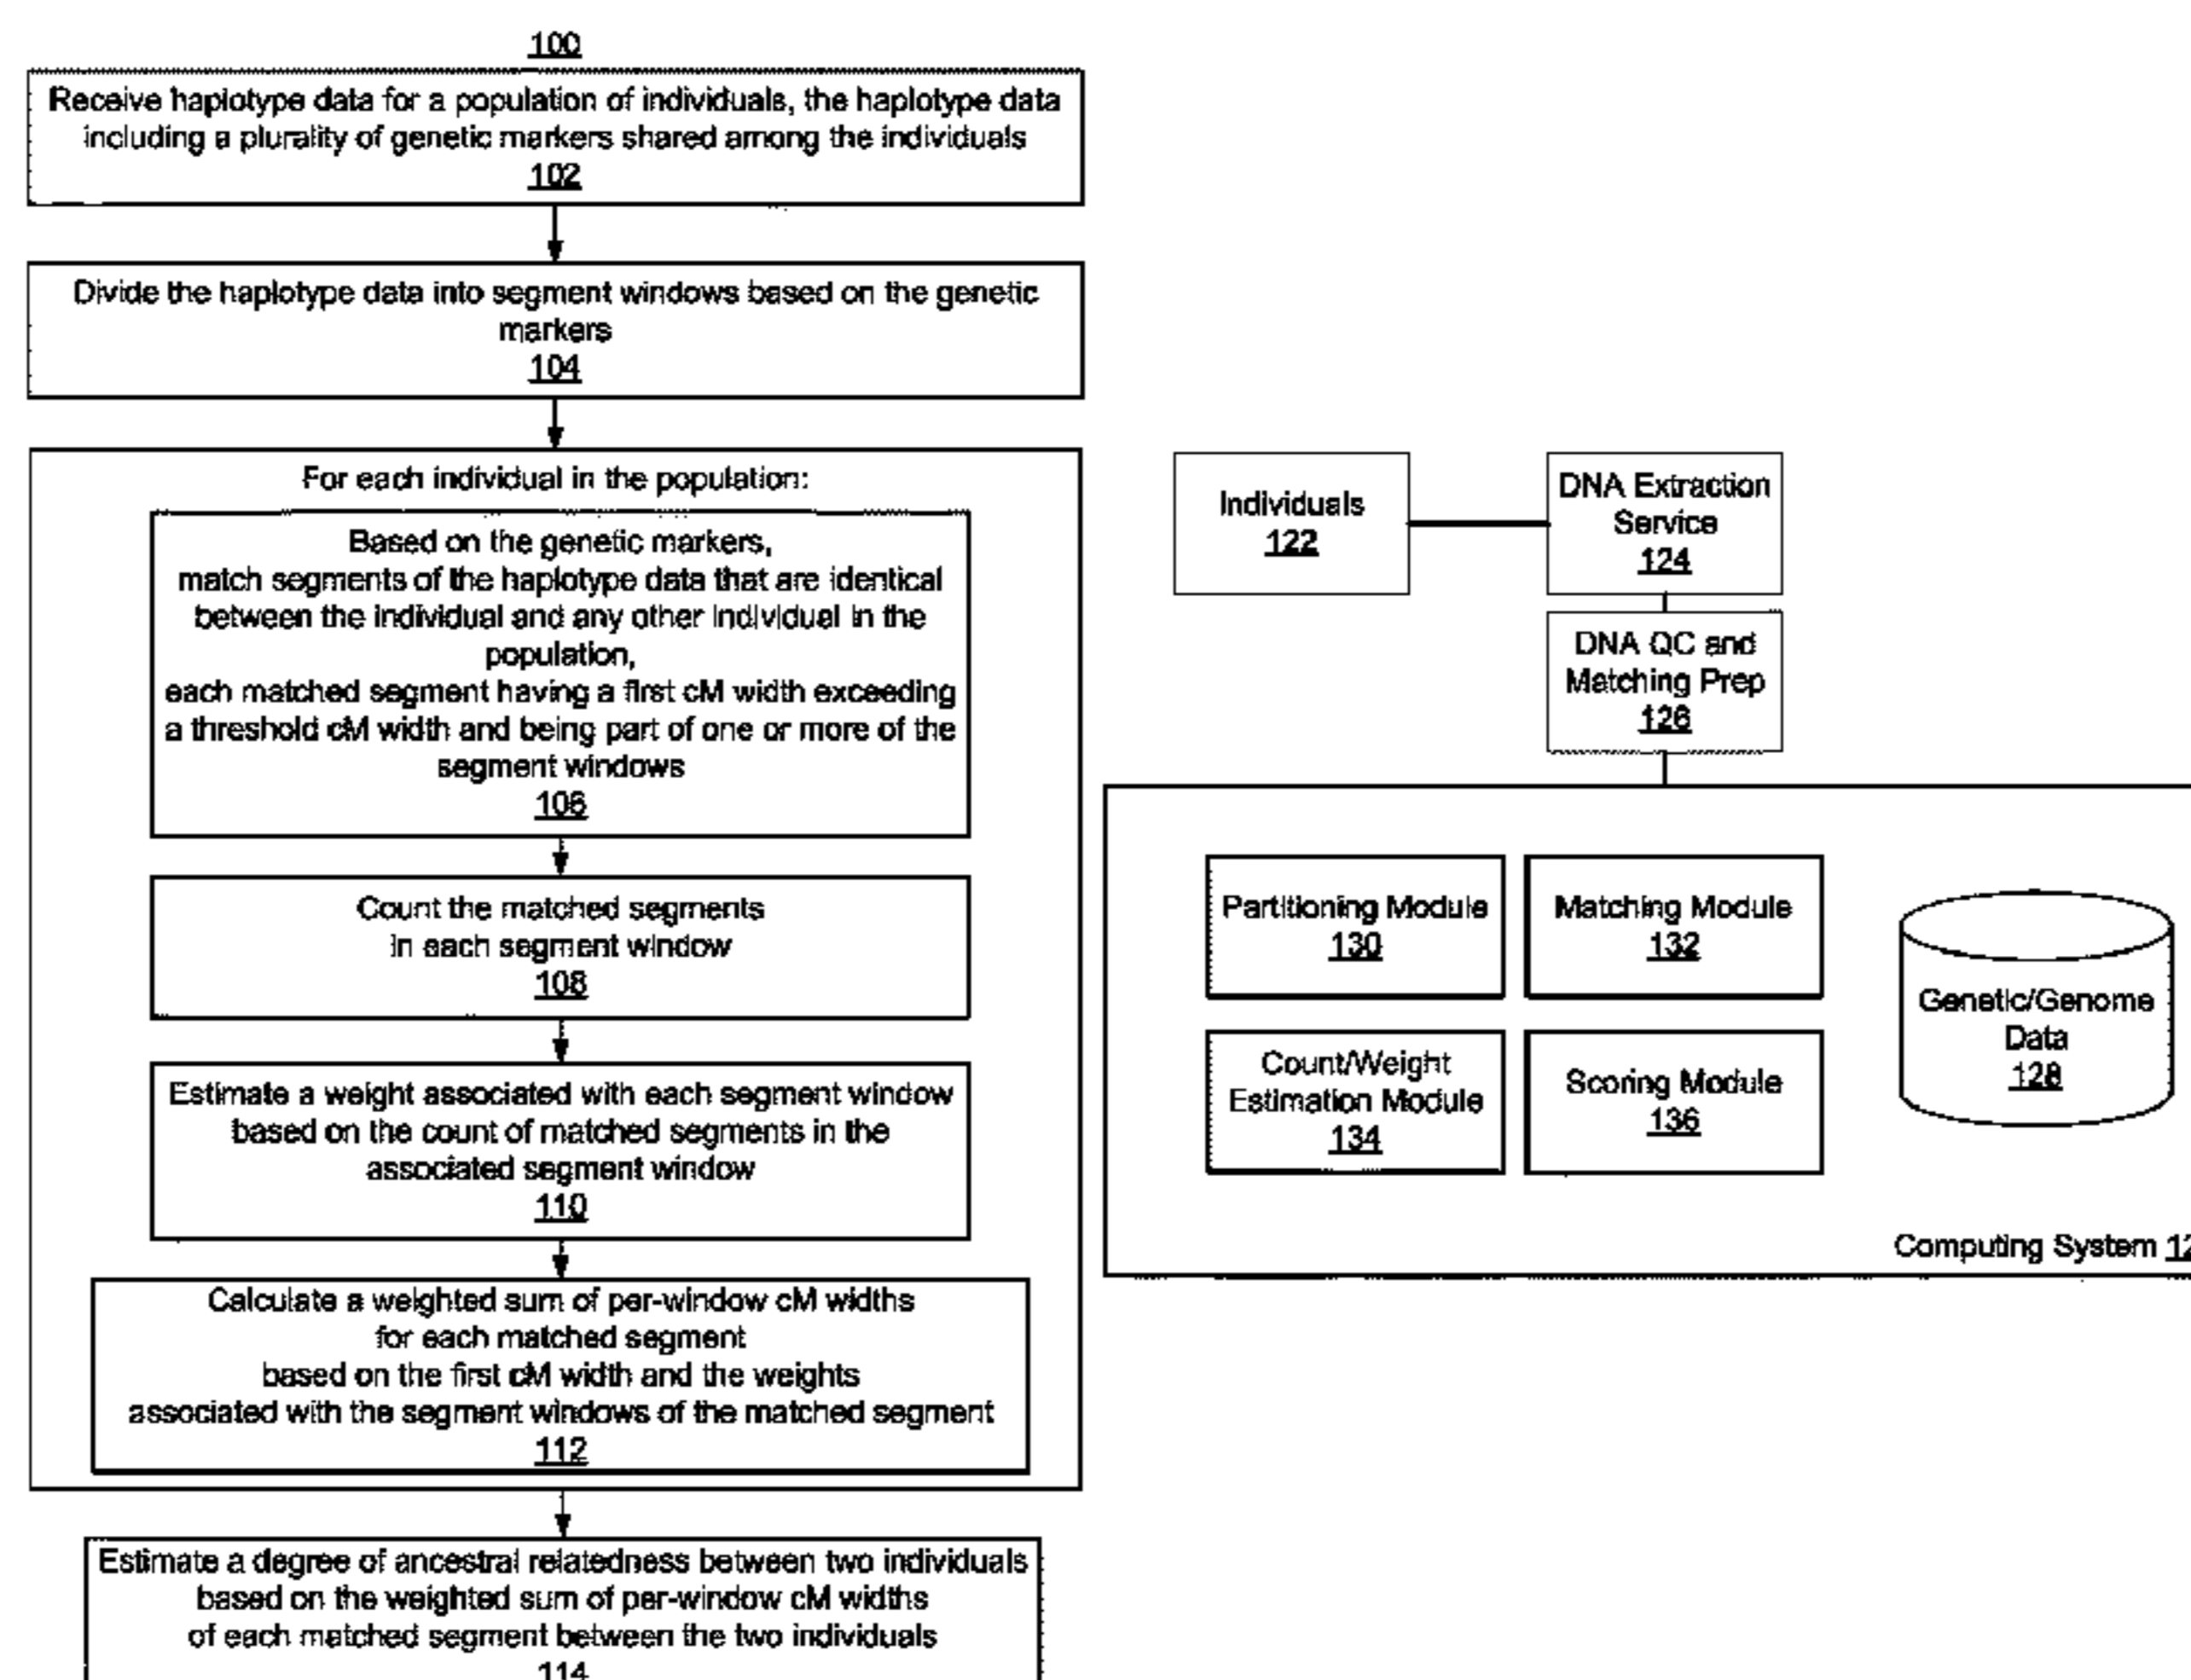 100
Receive haplotype data for a population of individuals, the haplotype data
including a plurality of genetic markers shared among the individuals
102
Divide the haplotype data into segment windows based on the genetic
markers
104
For each individual in the population:
Based on the genetic markers,
match segments of the haplotype data that are identical
between the individual and any other individual in the
population,
each matched segment having a first cM width exceeding
a threshold cM width and being part of one or more of the
segment windows
106
Count the matched segments
in each segment window
108
Estimate a weight associated with each segment window
based on the count of matched segments in the
associated segment window
110
Calculate a weighted sum of per-window cM widths
for each matched segment
based on the first cM width and the weights
associated with the segment windows of the matched segment
112
Estimate a degree of ancestral relatedness between two individuals
based on the weighted sum of per-window cM widths
of each matched segment between the two individuals
114
Individuals
122
DNA Extraction
Service
124
DNA QC and
Matching Prep
126
Partitioning Module
130
Matching Module
132
Count/Weight
Estimation Module
134
Scoring Module
136
Genetic/Genome
Data
128
Computing System